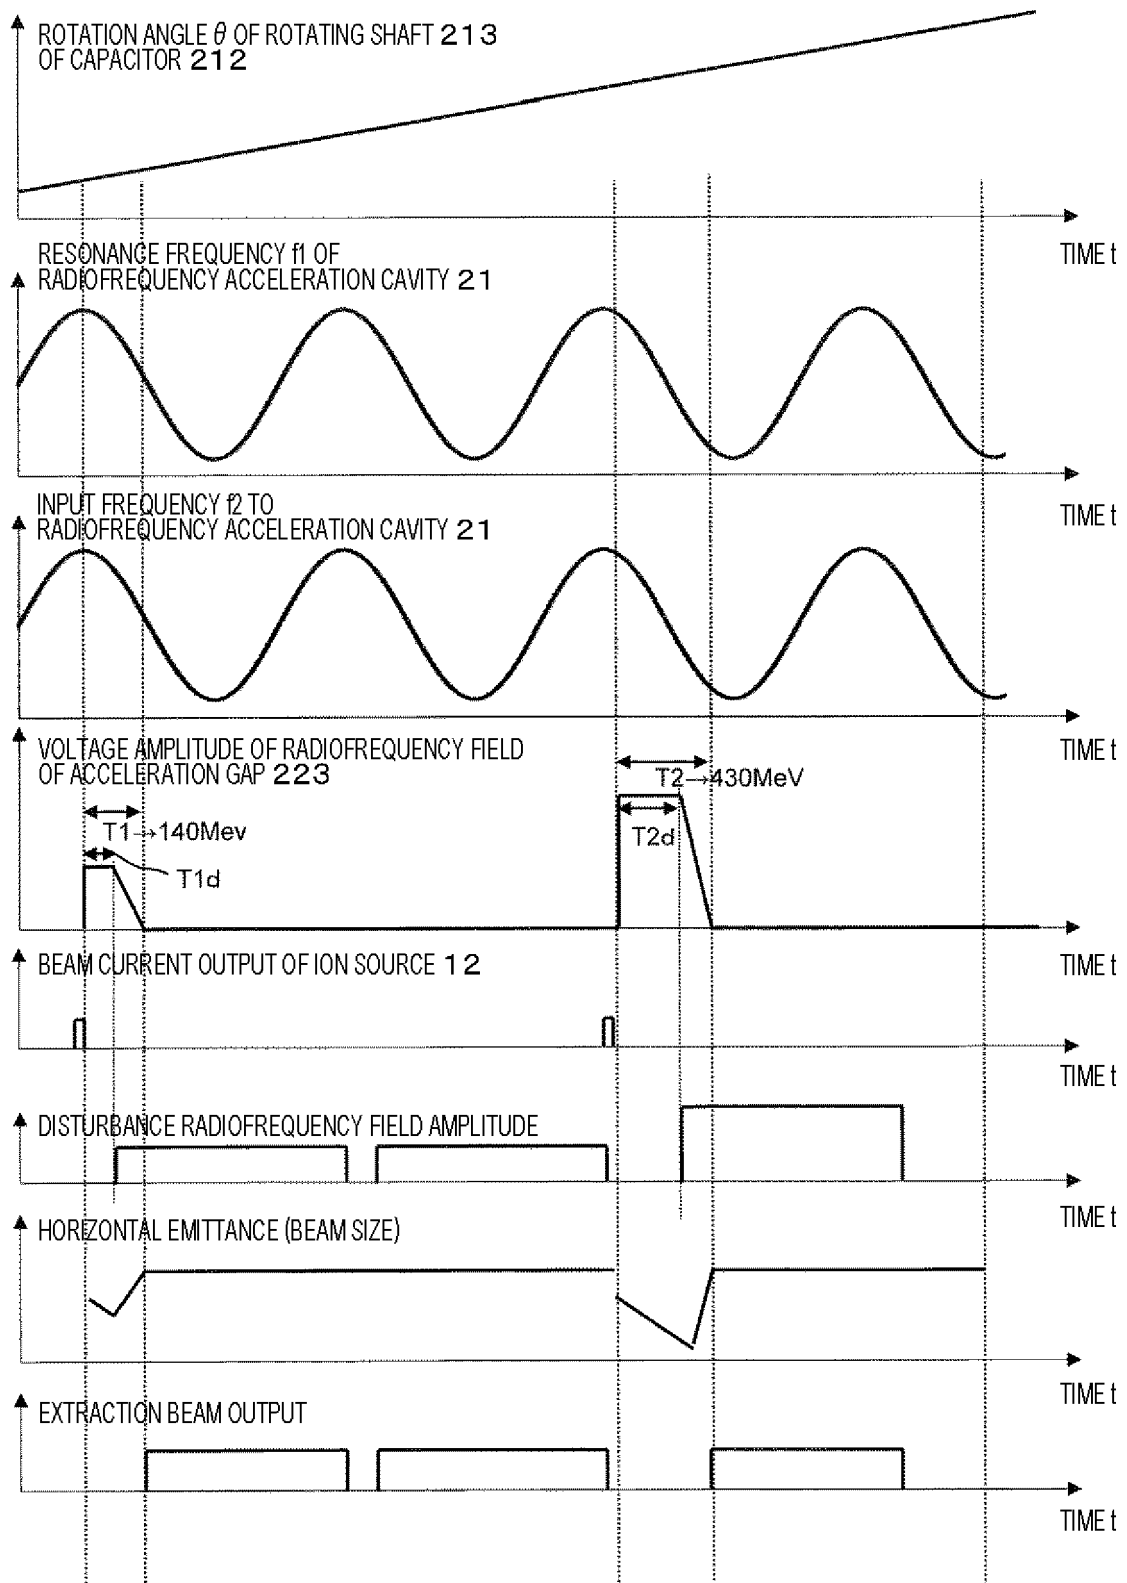 ROTATION ANGLE θ OF ROTATING SHAFT 213
OF CAPACITOR 212
TIME t
RESONANCE FREQUENCY f1 OF
RADIOFREQUENCY ACCELERATION CAVITY 21
TIME t
INPUT FREQUENCY f2 TO
RADIOFREQUENCY ACCELERATION CAVITY 21
TIME t
VOLTAGE AMPLITUDE OF RADIOFREQUENCY FIELD
OF ACCELERATION GAP 223
T2→430MeV
T1→140Mev
T2d
T1d
TIME t
BEAM CURRENT OUTPUT OF ION SOURCE 12
TIME t
DISTURBANCE RADIOFREQUENCY FIELD AMPLITUDE
TIME t
HORIZONTAL EMITTANCE (BEAM SIZE)
TIME t
EXTRACTION BEAM OUTPUT
TIME t